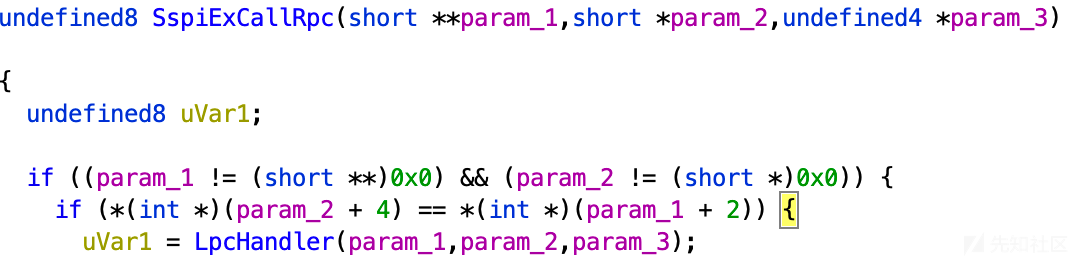 undefined8 SspiExCallRpc(short **param_1,short *param_2,undefined4 *param_3)
{
undefined8 uVar1;
if ((param_1 != (short **)0x0) && (param_2 != (short *)0x0)) {
if (*(int *)(param_2 + 4) == *(int *)(param_1 + 2)) {
uVar1 = LpcHandler(param_1,param_2,param_3);
先知社区